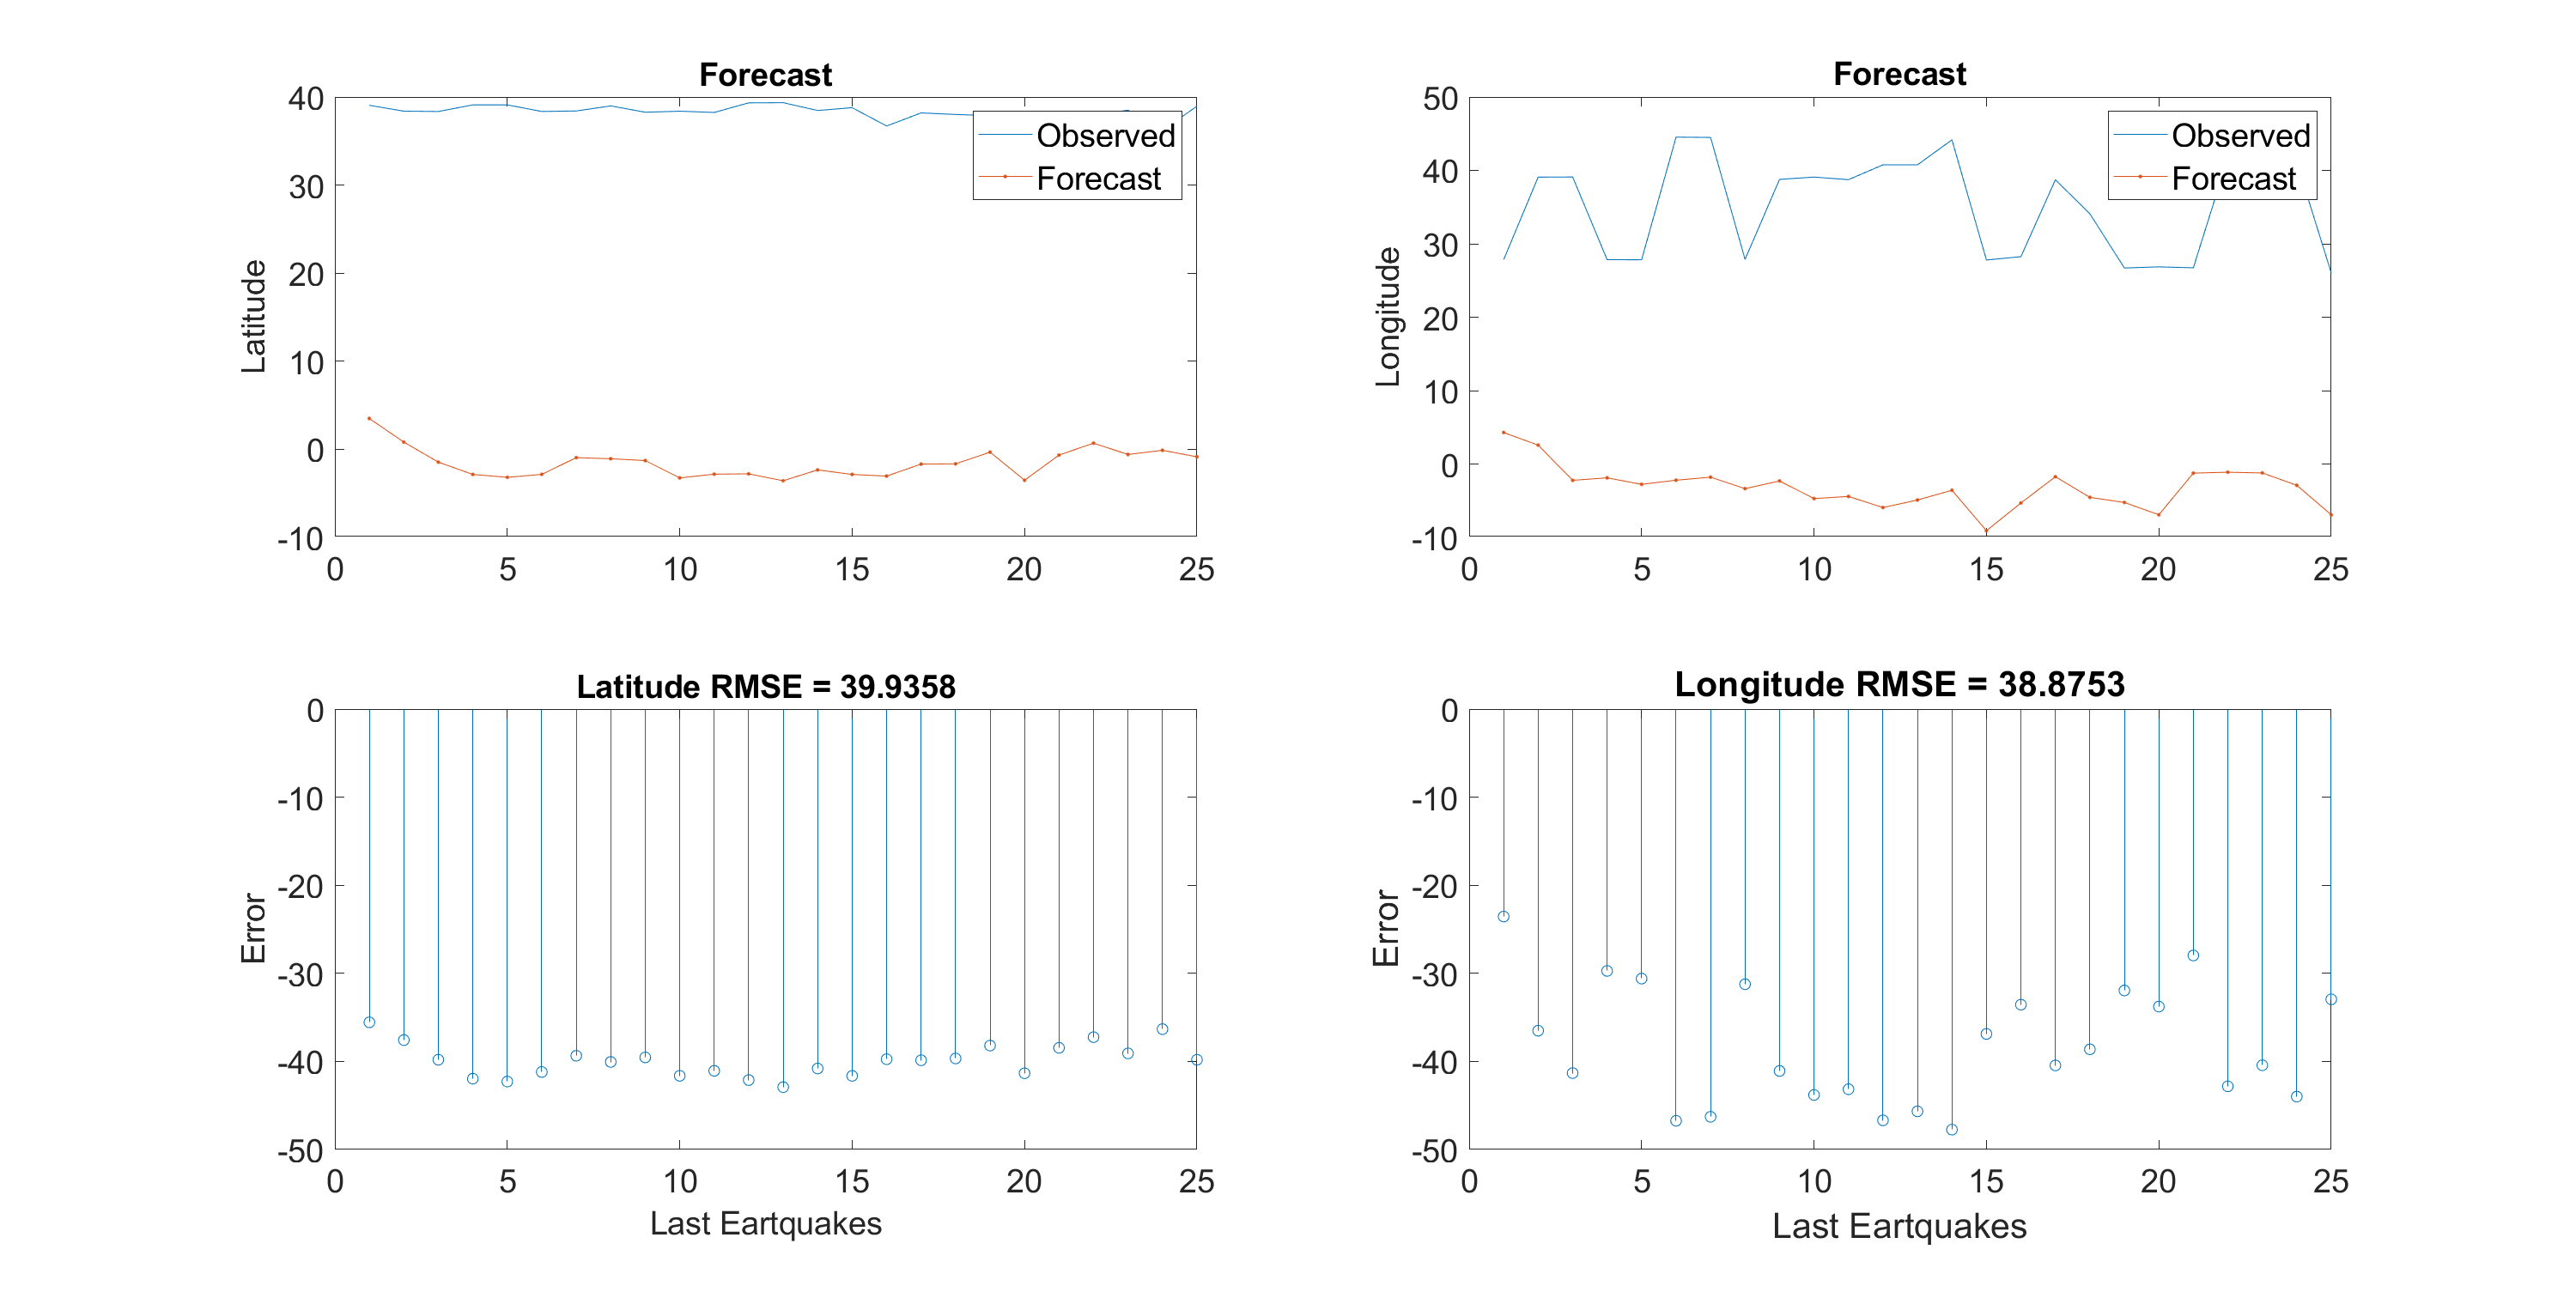 Forecast
40
30
20
10
0
-10
Latitude
0 5 10 15 20 25
Observed
Forecast
Forecast
50
40
30
20
10
0
-10
Longitude
0 5 10 15 20 25
Observed
Forecast
Latitude RMSE = 39.9358
0
-10
-20
-30
-40
-50
Error
0 5 10 15 20 25
Last Eartquakes
Longitude RMSE = 38.8753
0
-10
-20
-30
-40
-50
Error
0 5 10 15 20 25
Last Eartquakes